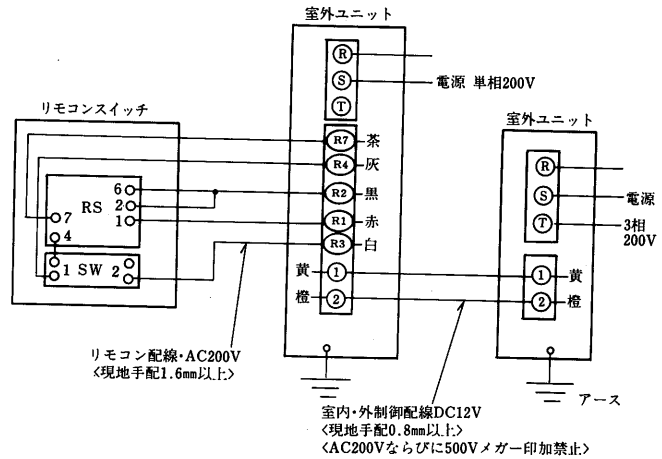 室外ユニット
R
S
T
電源 単相200V
リモコンスイッチ
R7 茶
R4 灰
R2 黒
R1 赤
R3 白
黄 1
橙 2
6
RS 2
7 1
4
1 SW 2
室外ユニット
R
S
T
電源
3相
200V
1 黄
2 橙
リモコン配線・AC200V
<現地手配1.6mm以上>
アース
室内・外制御配線DC12V
<現地手配0.8mm以上>
<AC200Vならびに500Vメガー印加禁止>